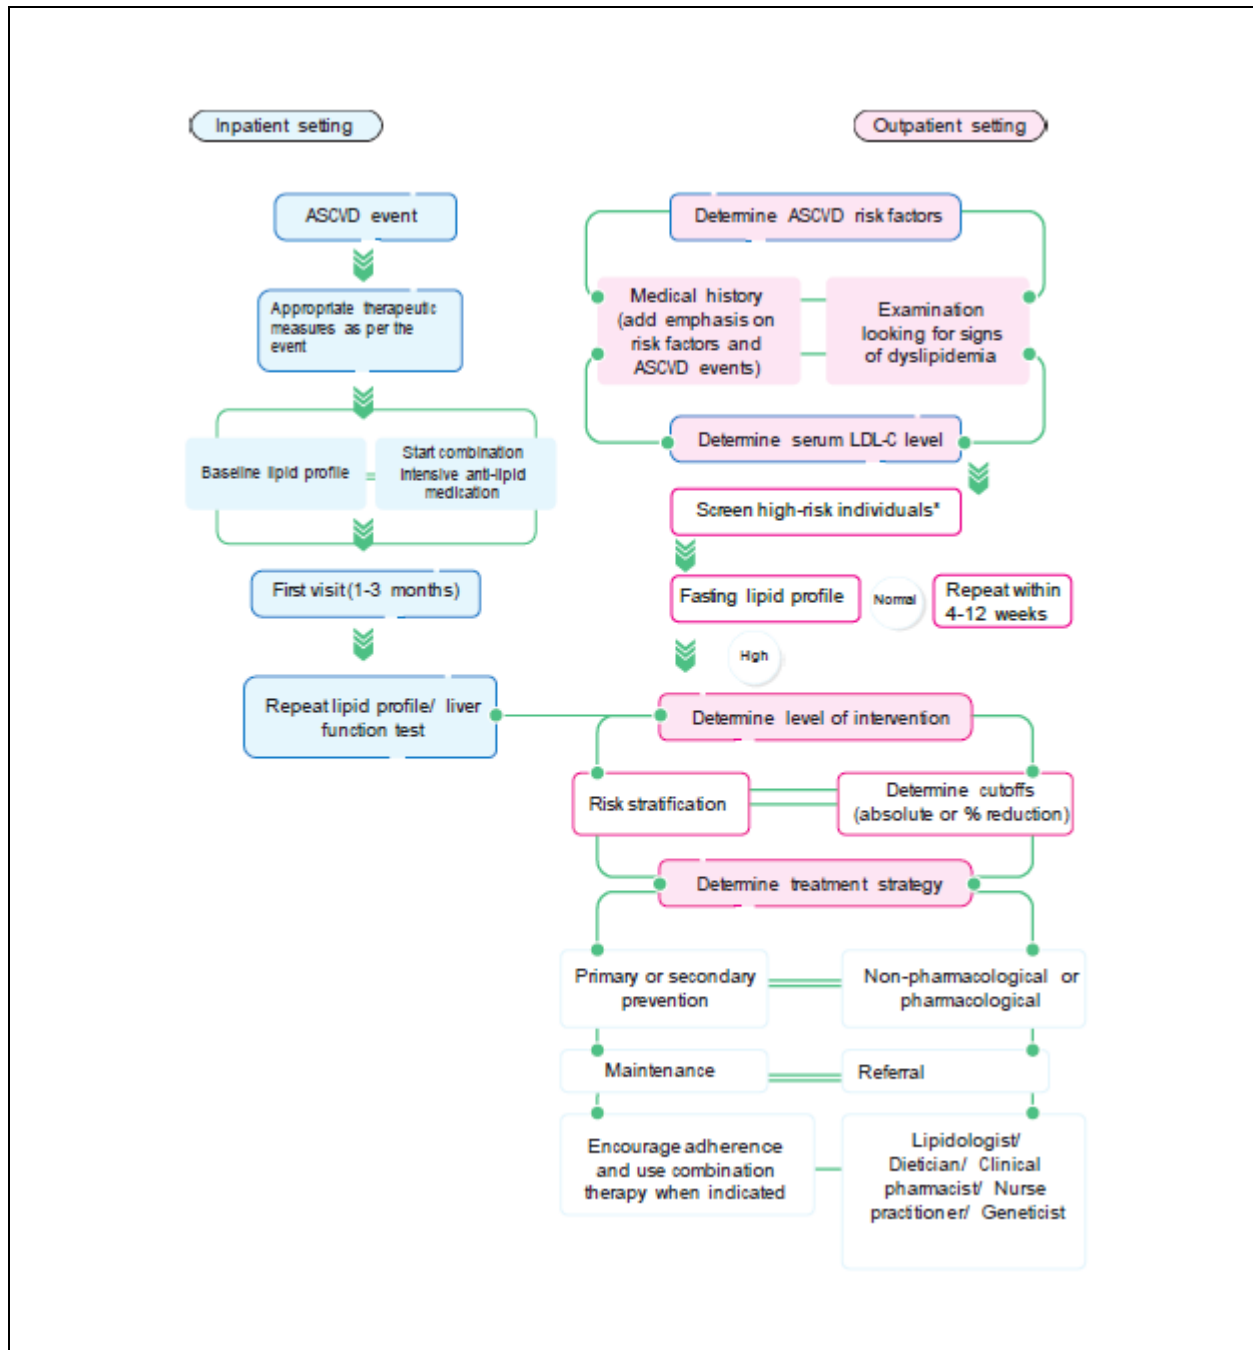 Inpatient setting
Outpatient setting
ASCVD event
Appropriate therapeutic
measures as per the
event
Baseline lipid profile
Start combination
intensive anti-lipid
medication
First visit (1-3 months)
Repeat lipid profile/ liver
function test
Determine ASCVD risk factors
Medical history
(add emphasis on
risk factors and
ASCVD events)
Examination
looking for signs
of dyslipidemia
Determine serum LDL-C level
Screen high-risk individuals*
Fasting lipid profile
Normal
Repeat within
4-12 weeks
High
Determine level of intervention
Risk stratification
Determine cutoffs
(absolute or % reduction)
Determine treatment strategy
Primary or secondary
prevention
Non-pharmacological or
pharmacological
Maintenance
Referral
Encourage adherence
and use combination
therapy when indicated
Lipidologist/
Dietician/ Clinical
pharmacist/ Nurse
practitioner/ Geneticist